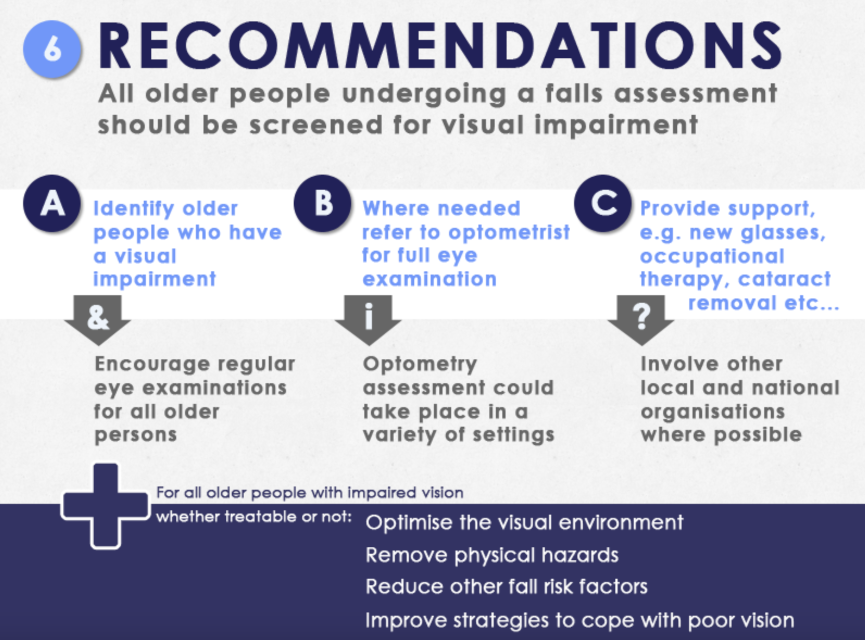 6 RECOMMENDATIONS
All older people undergoing a falls assessment
should be screened for visual impairment
A
Identify older
people who have
a visual
impairment
&
Encourage regular
eye examinations
for all older
persons
B
Where needed
refer to optometrist
for full eye
examination
i
Optometry
assessment could
take place in a
variety of settings
C
Provide support,
e.g. new glasses,
occupational
therapy, cataract
removal etc...
?
Involve other
local and national
organisations
where possible
For all older people with impaired vision
whether treatable or not:
Optimise the visual environment
Remove physical hazards
Reduce other fall risk factors
Improve strategies to cope with poor vision